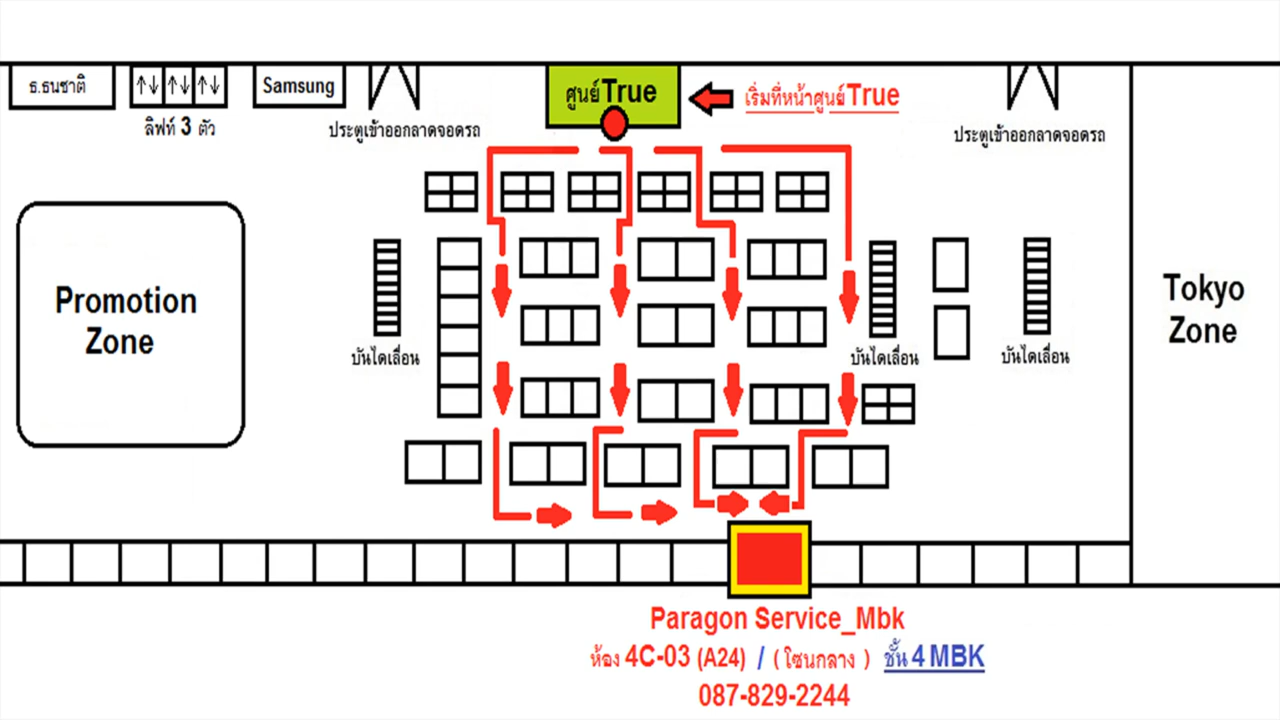 ธ.ธนชาติ
Samsung
ศูนย์True
เริ่มที่หน้าศูนย์True
ลิฟท์ 3 ตัว
ประตูเข้าออกลาดจอดรถ
ประตูเข้าออกลาดจอดรถ
Promotion
Zone
Tokyo
Zone
บันไดเลื่อน
บันไดเลื่อน
บันไดเลื่อน
Paragon Service_Mbk
ห้อง 4C-03 (A24) / ( โซนกลาง ) ชั้น 4 MBK
087-829-2244